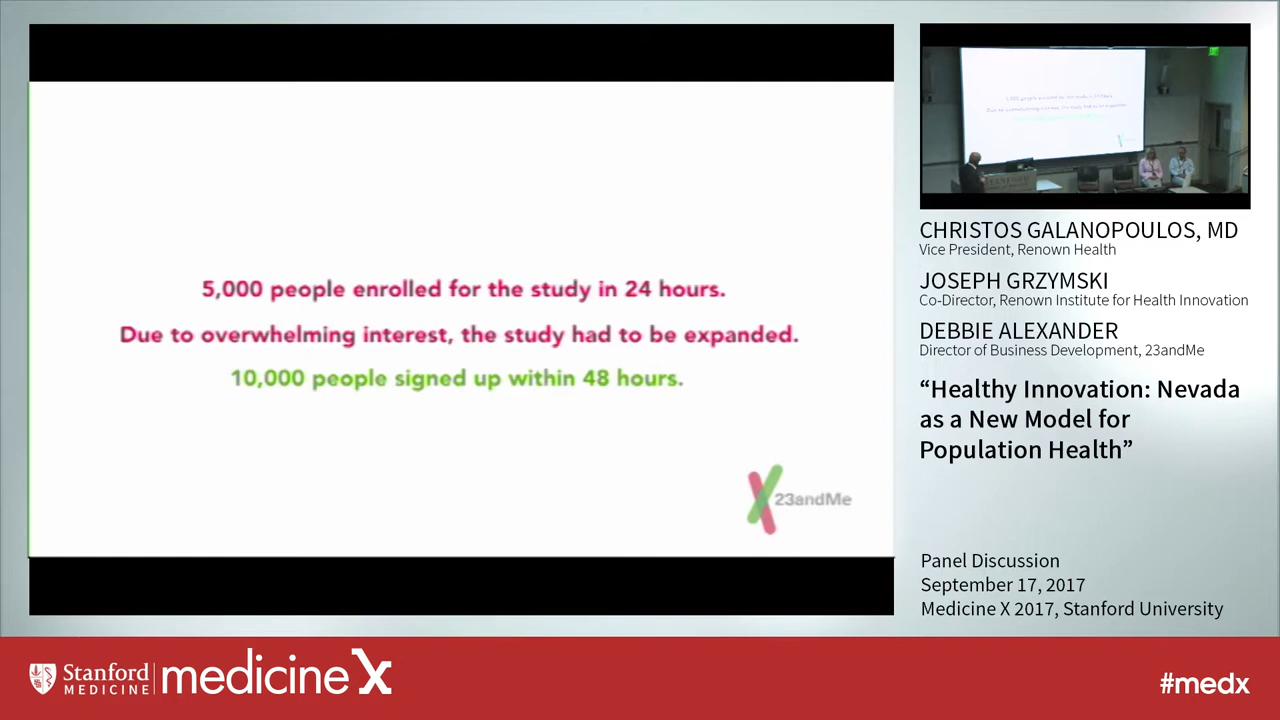 5,000 people enrolled for the study in 24 hours.
Due to overwhelming interest, the study had to be expanded.
10,000 people signed up within 48 hours.
23andMe
CHRISTOS GALANOPOULOS, MD
Vice President, Renown Health
JOSEPH GRZYMSKI
Co-Director, Renown Institute for Health Innovation
DEBBIE ALEXANDER
Director of Business Development, 23andMe
“Healthy Innovation: Nevada
as a New Model for
Population Health”
Panel Discussion
September 17, 2017
Medicine X 2017, Stanford University
Stanford
MEDICINE
medicine X
#medx